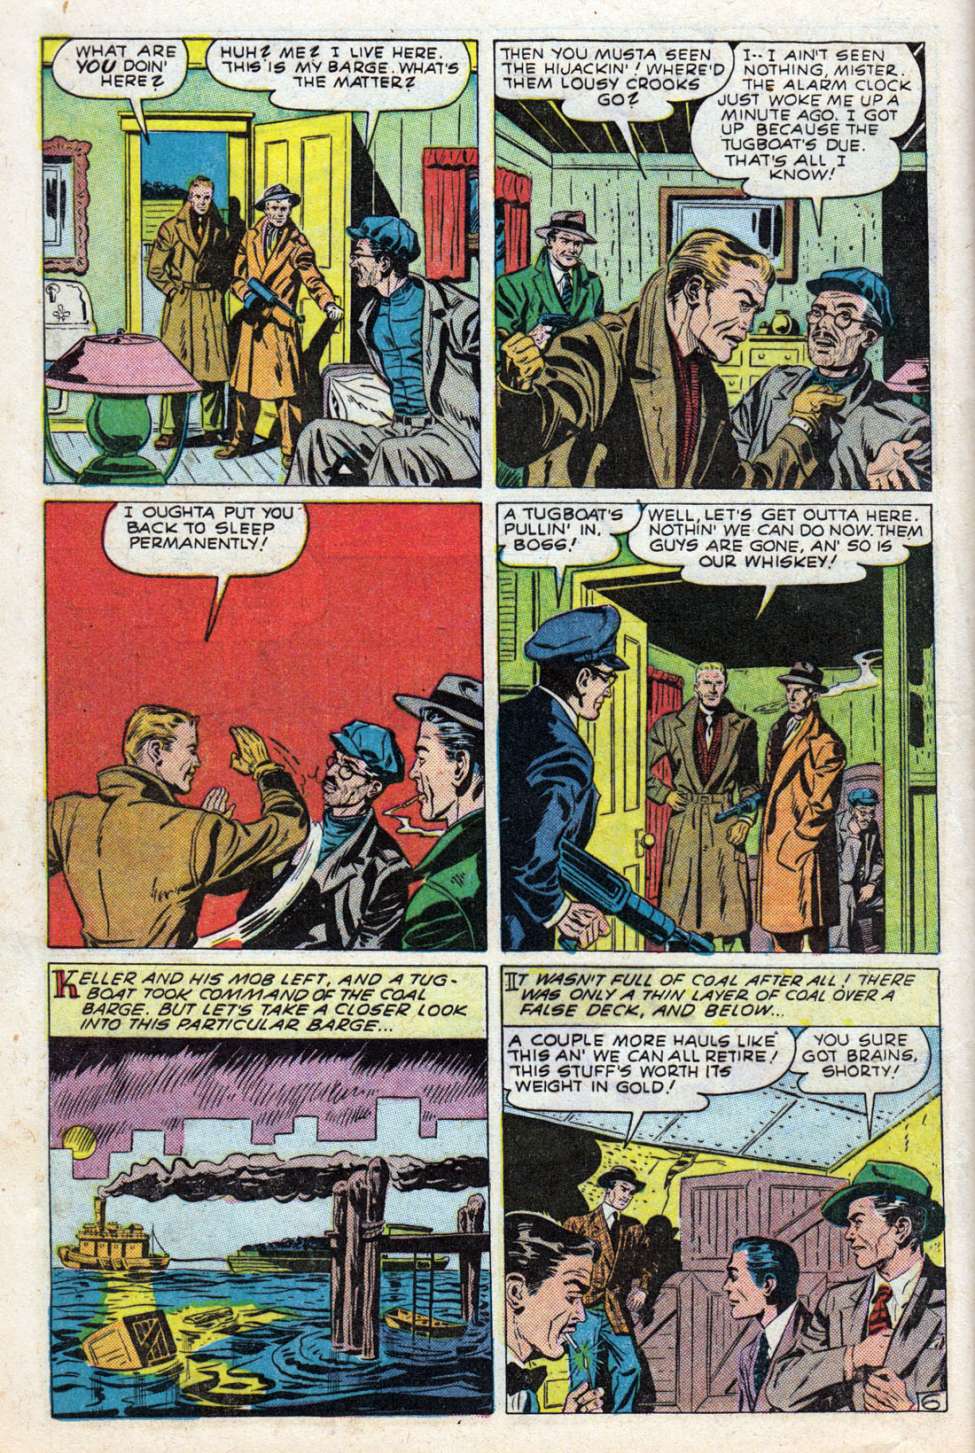 WHAT ARE
YOU DOIN'
HERE?
HUH? ME? I LIVE HERE.
THIS IS MY BARGE. WHAT'S
THE MATTER?
THEN YOU MUSTA SEEN
THE HIJACKIN'! WHERE'D
THEM LOUSY CROOKS
GO?
I-- I AIN'T SEEN
NOTHING, MISTER.
THE ALARM CLOCK
JUST WOKE ME UP A
MINUTE AGO. I GOT
UP BECAUSE THE
TUGBOAT'S DUE.
THAT'S ALL I
KNOW!
I OUGHTA PUT YOU
BACK TO SLEEP
PERMANENTLY!
A TUGBOAT'S
PULLIN' IN,
BOSS!
WELL, LET'S GET OUTTA HERE.
NOTHIN' WE CAN DO NOW. THEM
GUYS ARE GONE, AN' SO IS
OUR WHISKEY!
KELLER AND HIS MOB LEFT, AND A TUG-
BOAT TOOK COMMAND OF THE COAL
BARGE. BUT LET'S TAKE A CLOSER LOOK
INTO THIS PARTICULAR BARGE...
IT WASN'T FULL OF COAL AFTER ALL! THERE
WAS ONLY A THIN LAYER OF COAL OVER A
FALSE DECK, AND BELOW...
A COUPLE MORE HAULS LIKE
THIS AN' WE CAN ALL RETIRE!
THIS STUFF'S WORTH ITS
WEIGHT IN GOLD!
YOU SURE
GOT BRAINS,
SHORTY!
6